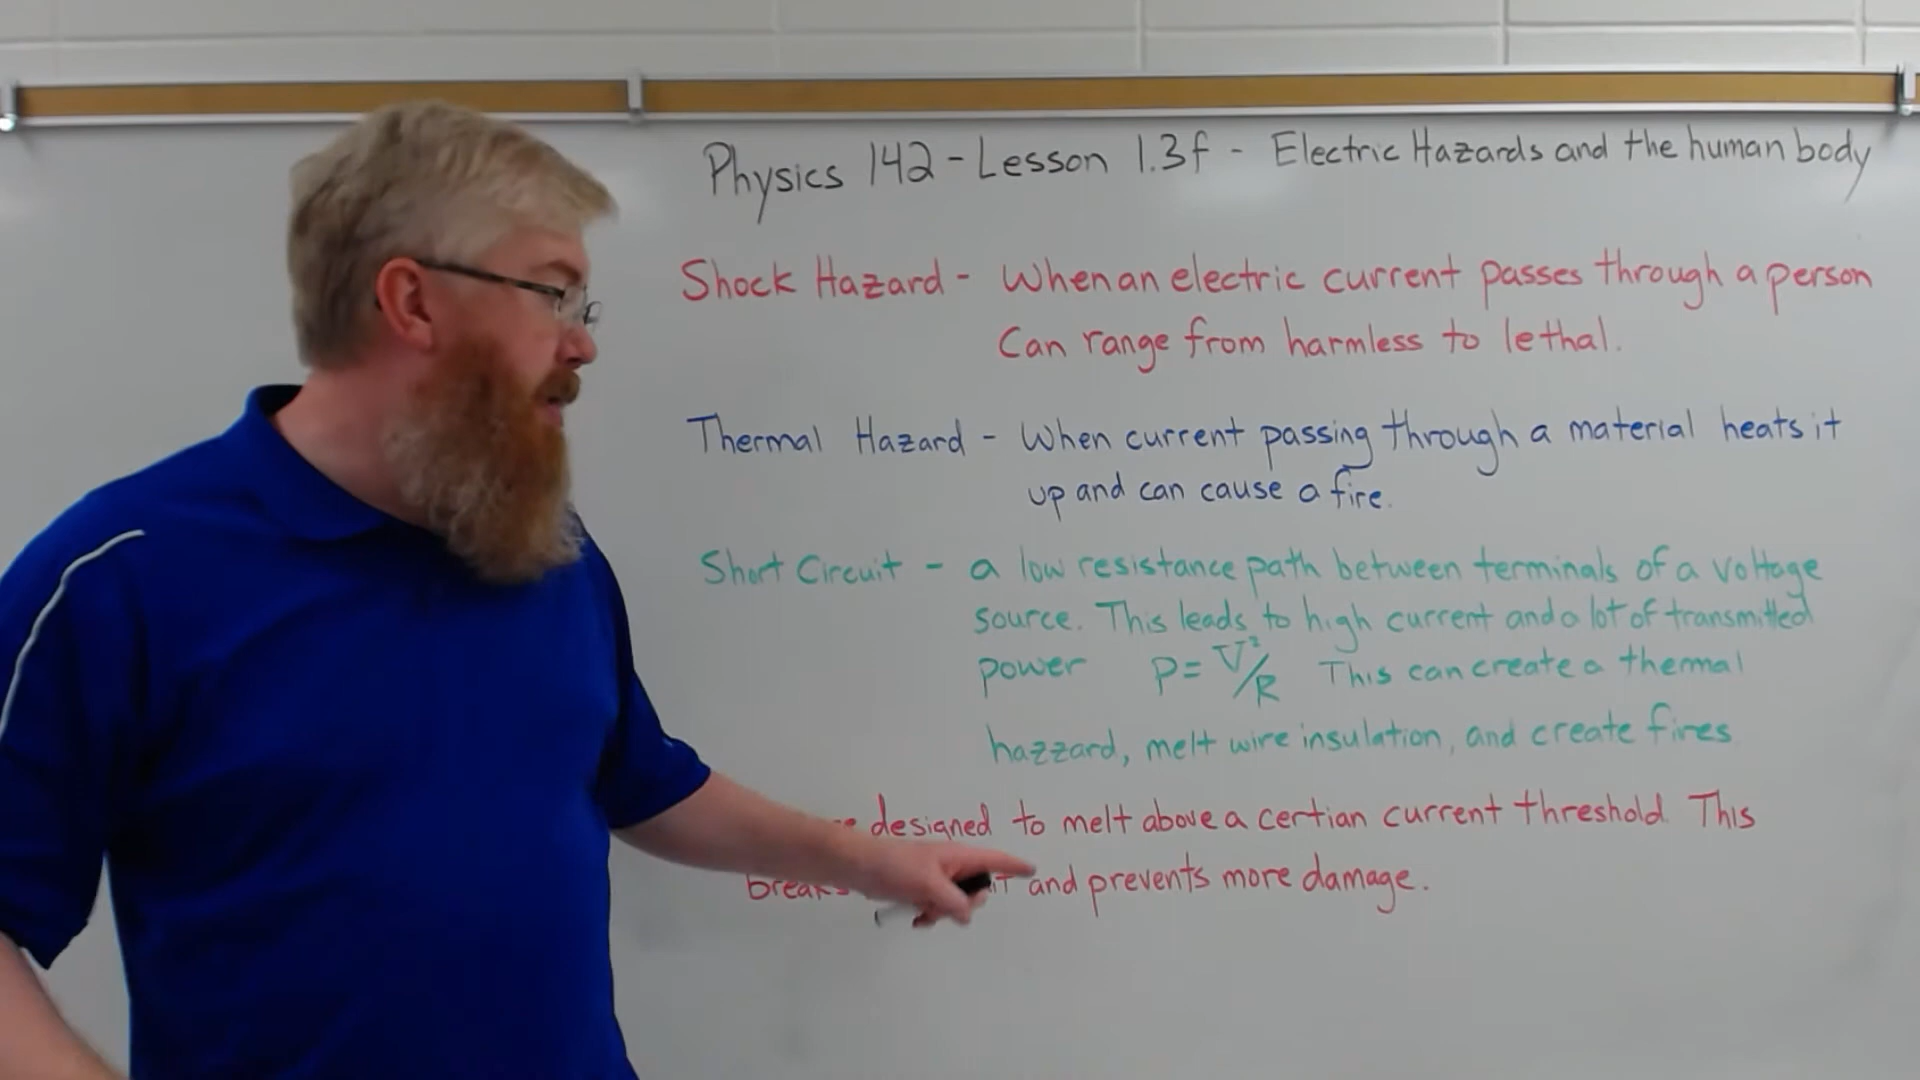 Physics 142 - Lesson 1.3f - Electric Hazards and the human body
Shock Hazard - When an electric current passes through a person
Can range from harmless to lethal.
Thermal Hazard - When current passing through a material heats it
up and can cause a fire.
Short Circuit - a low resistance path between terminals of a voltage
source. This leads to high current and a lot of transmitted
power P = V²/R This can create a thermal
hazzard, melt wire insulation, and create fires
designed to melt above a certian current threshold. This
breaks and prevents more damage.